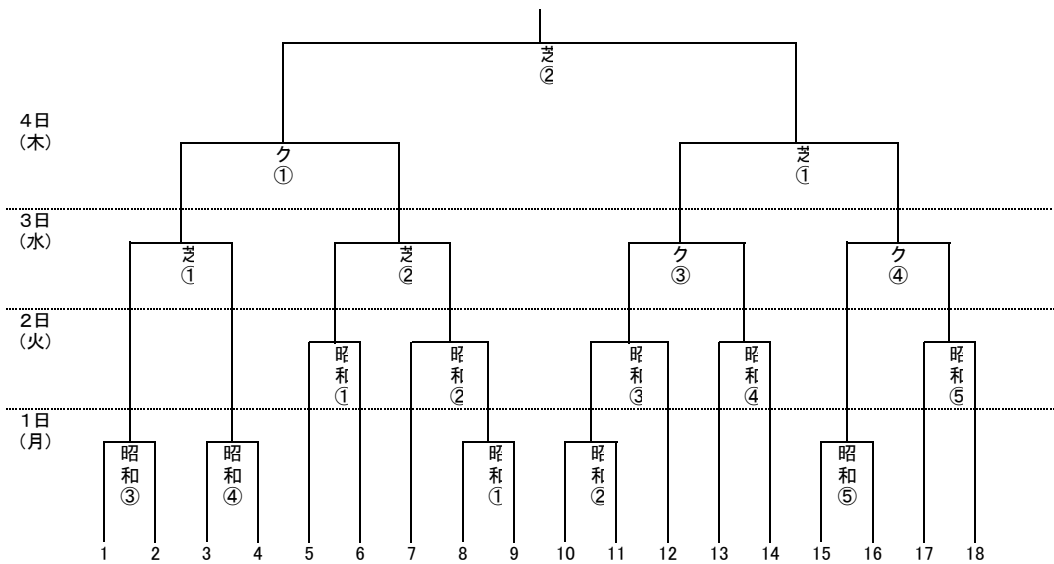 芝②
4日
(木)
ク①
芝①
3日
(水)
芝①
芝②
ク③
ク④
2日
(火)
昭和①
昭和②
昭和③
昭和④
昭和⑤
1日
(月)
昭和③
昭和④
昭和①
昭和②
昭和⑤
1 2 3 4 5 6 7 8 9 10 11 12 13 14 15 16 17 18